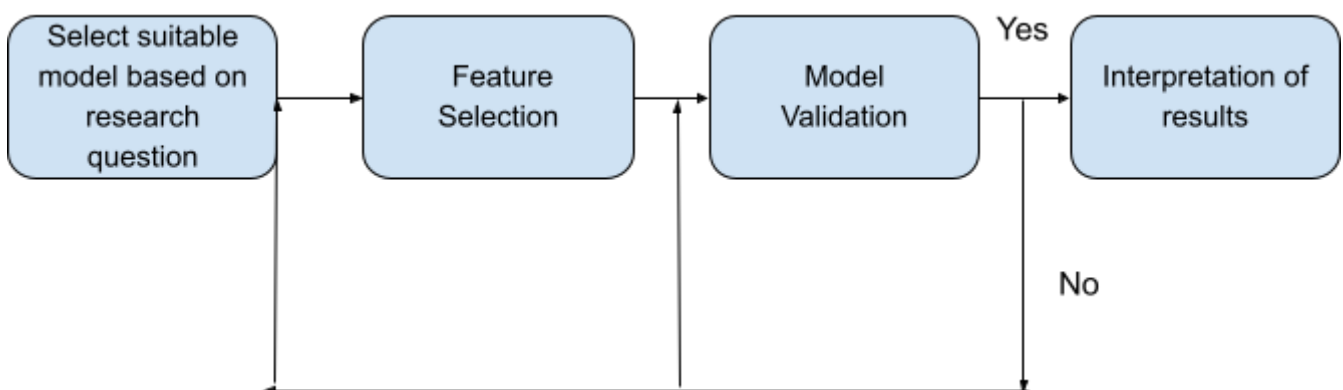 Select suitable
model based on
research
question
Feature
Selection
Model
Validation
Yes
Interpretation of
results
No